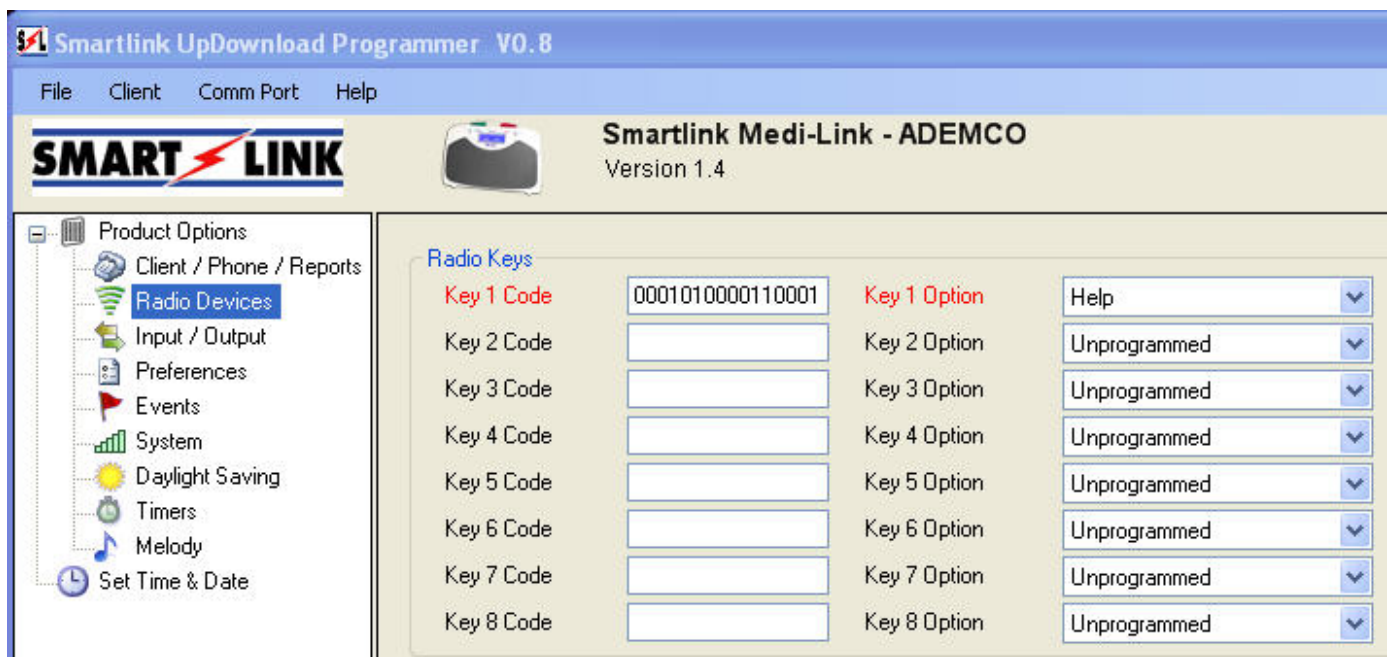 Smartlink UpDownload Programmer V0.8
File Client Comm Port Help
SMART LINK
Smartlink Medi-Link - ADEMCO
Version 1.4
Product Options
Client / Phone / Reports
Radio Devices
Input / Output
Preferences
Events
System
Daylight Saving
Timers
Melody
Set Time & Date
Radio Keys
Key 1 Code 0001010000110001 Key 1 Option Help
Key 2 Code Key 2 Option Unprogrammed
Key 3 Code Key 3 Option Unprogrammed
Key 4 Code Key 4 Option Unprogrammed
Key 5 Code Key 5 Option Unprogrammed
Key 6 Code Key 6 Option Unprogrammed
Key 7 Code Key 7 Option Unprogrammed
Key 8 Code Key 8 Option Unprogrammed